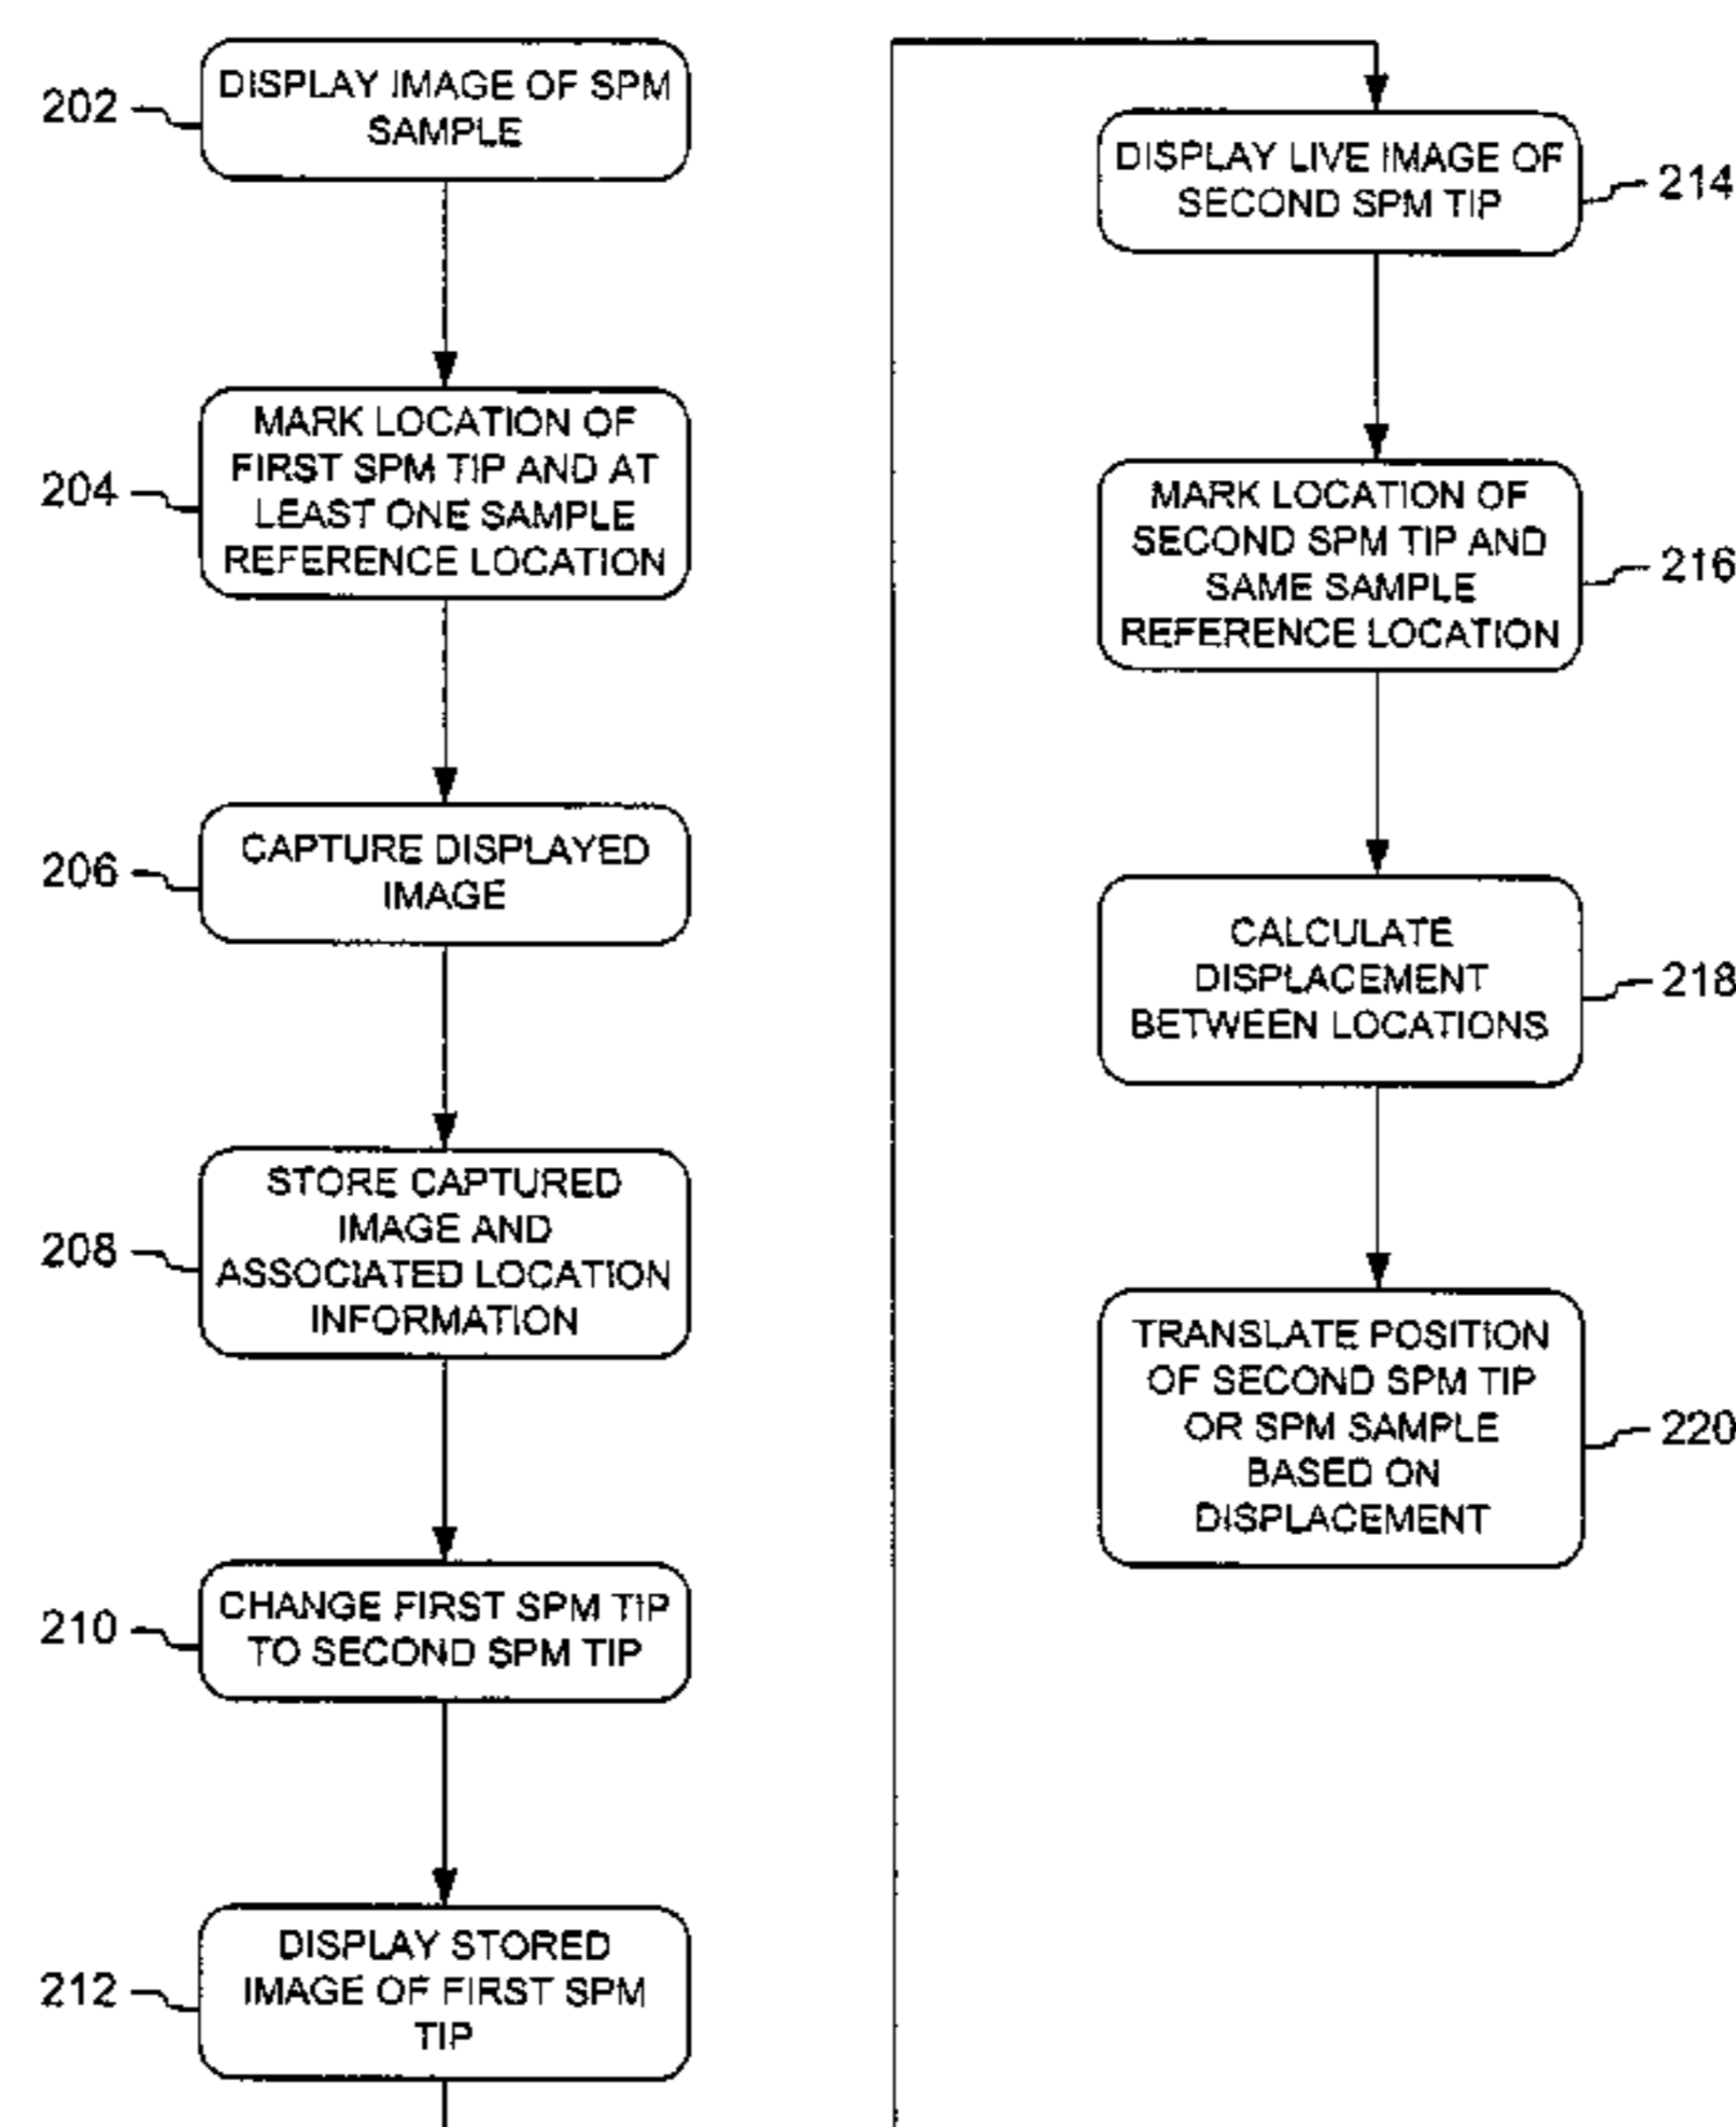 202
DISPLAY IMAGE OF SPM
SAMPLE
204
MARK LOCATION OF
FIRST SPM TIP AND AT
LEAST ONE SAMPLE
REFERENCE LOCATION
206
CAPTURE DISPLAYED
IMAGE
208
STORE CAPTURED
IMAGE AND
ASSOCIATED LOCATION
INFORMATION
210
CHANGE FIRST SPM TIP
TO SECOND SPM TIP
212
DISPLAY STORED
IMAGE OF FIRST SPM
TIP
DISPLAY LIVE IMAGE OF
SECOND SPM TIP
214
MARK LOCATION OF
SECOND SPM TIP AND
SAME SAMPLE
REFERENCE LOCATION
216
CALCULATE
DISPLACEMENT
BETWEEN LOCATIONS
218
TRANSLATE POSITION
OF SECOND SPM TIP
OR SPM SAMPLE
BASED ON
DISPLACEMENT
220